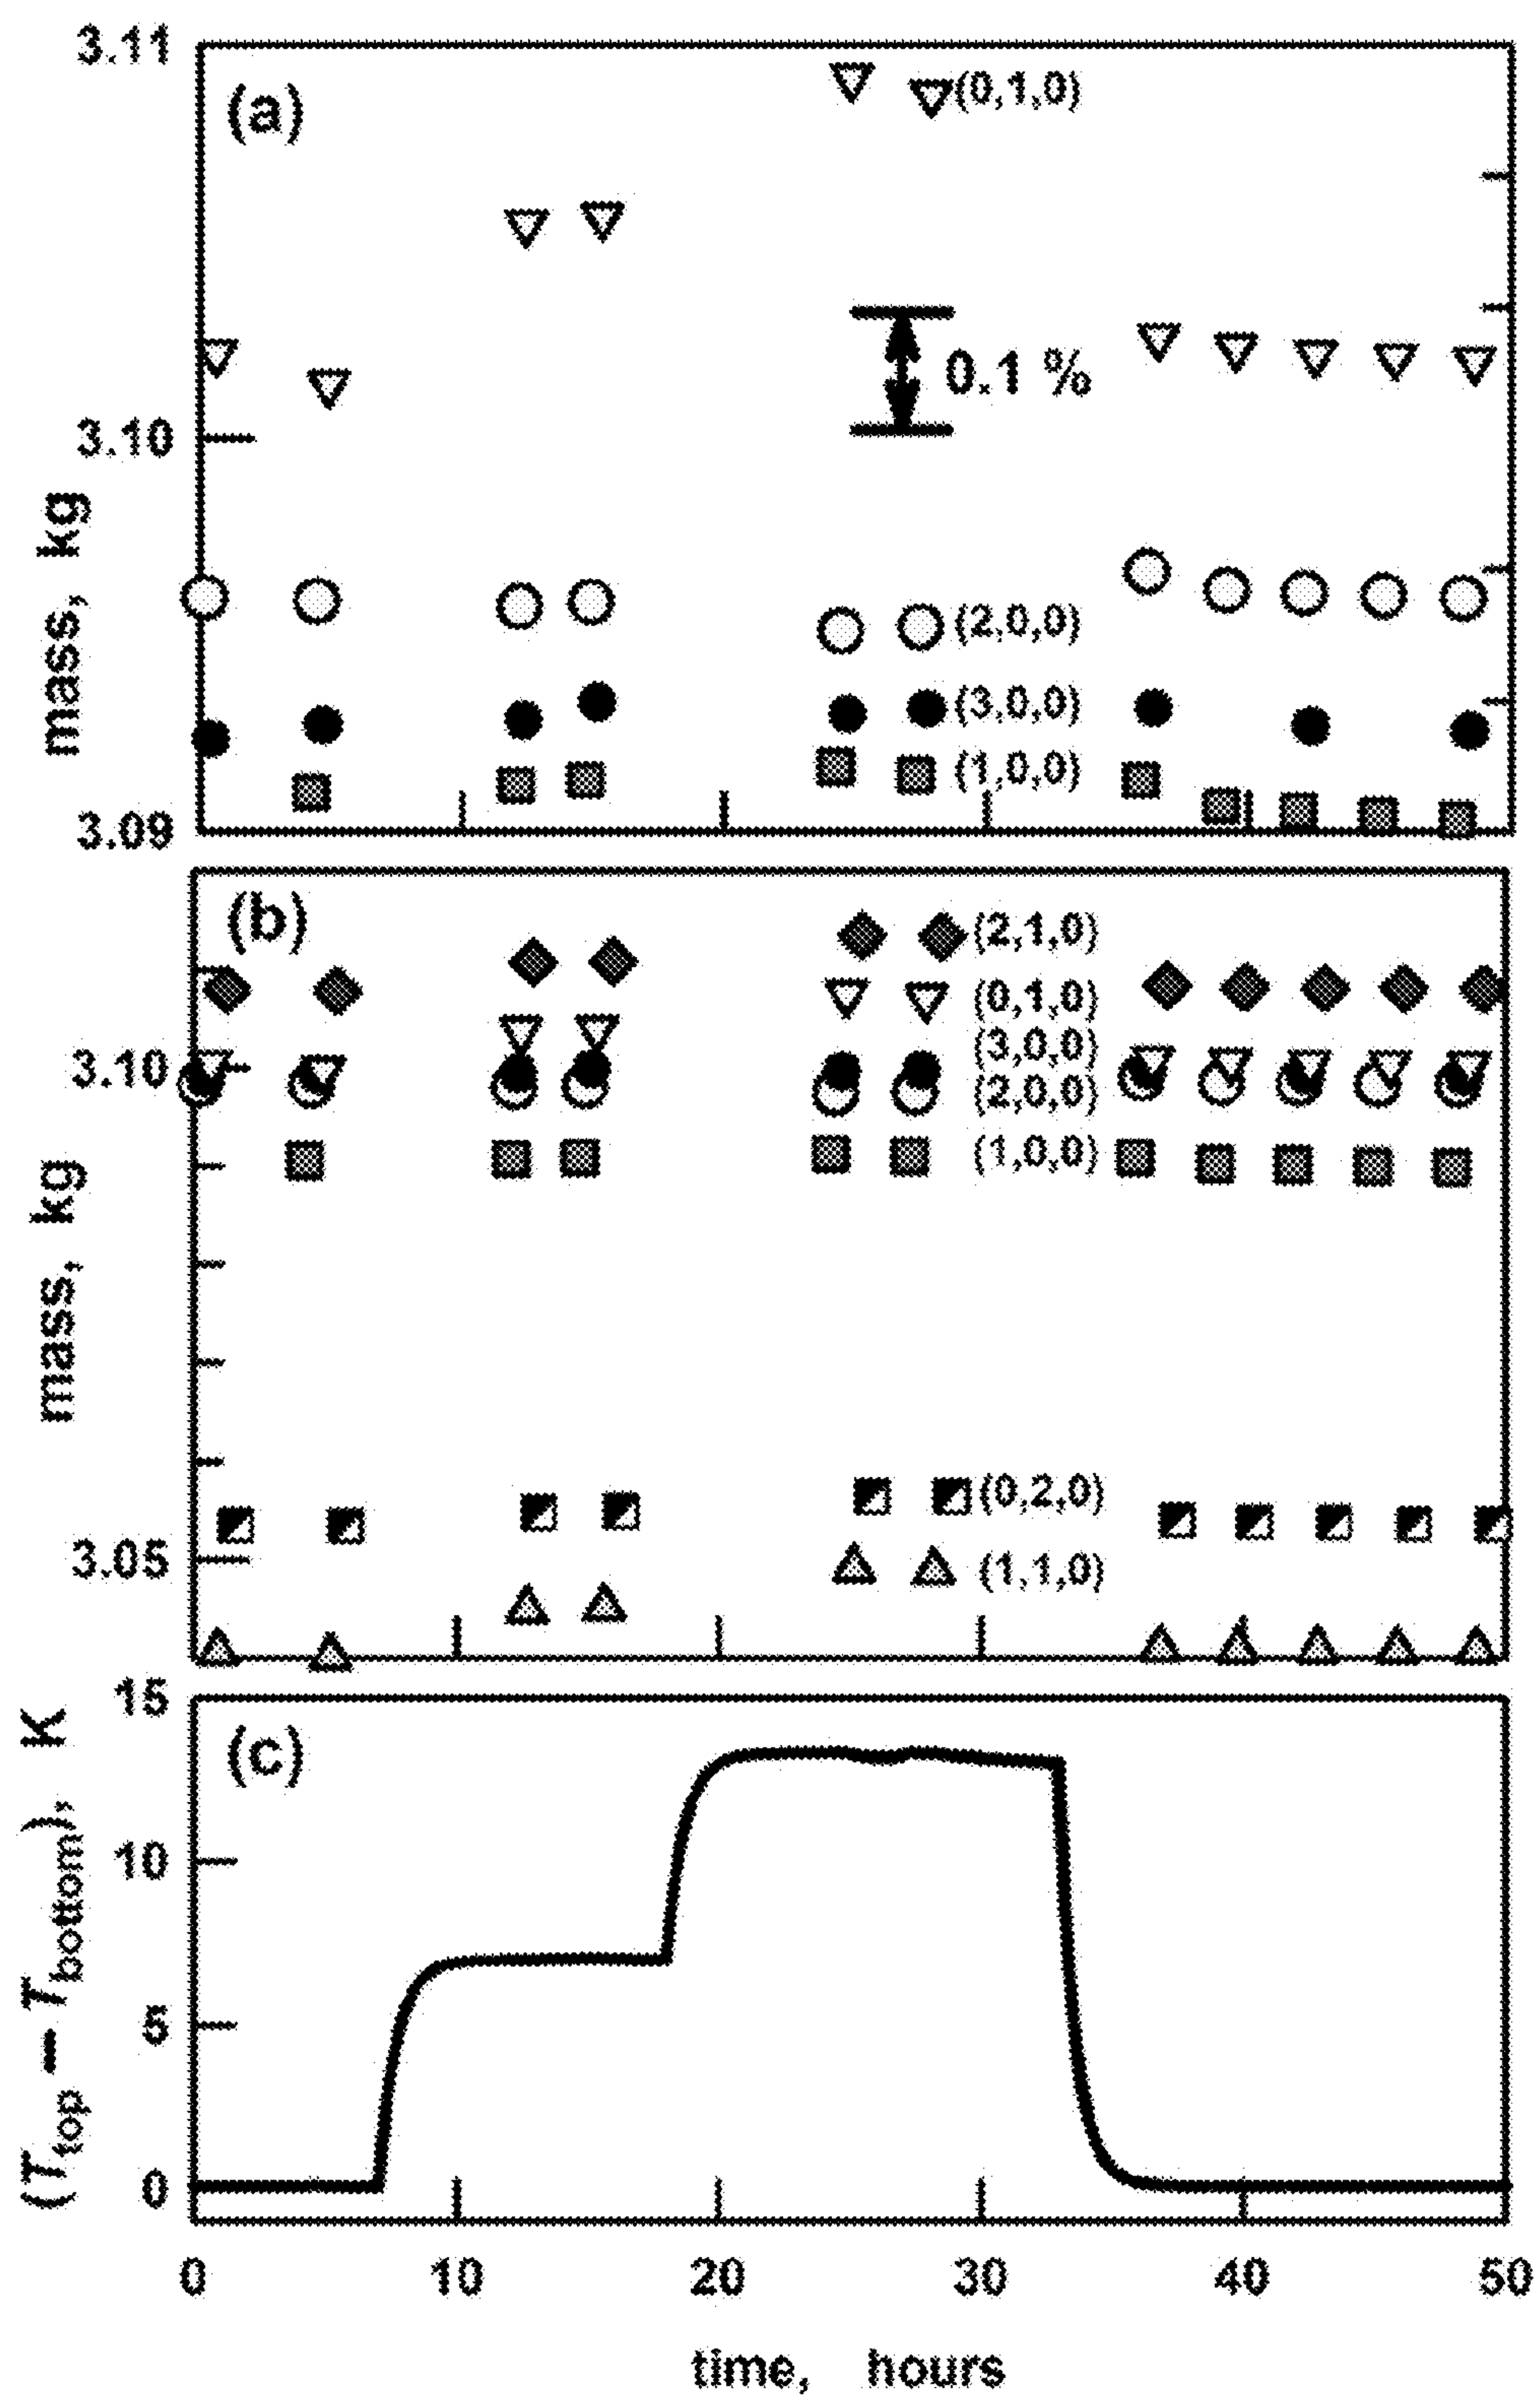 3.11
(a)
(0,1,0)
0.1 %
3.10
(2,0,0)
(3,0,0)
(1,0,0)
3.09
mass, kg
(b)
(2,1,0)
(0,1,0)
3.10
(3,0,0)
(2,0,0)
(1,0,0)
mass, kg
(0,2,0)
3.05
(1,1,0)
15
(c)
10
5
0
(Ttop − Tbottom), K
0 10 20 30 40 50
time, hours